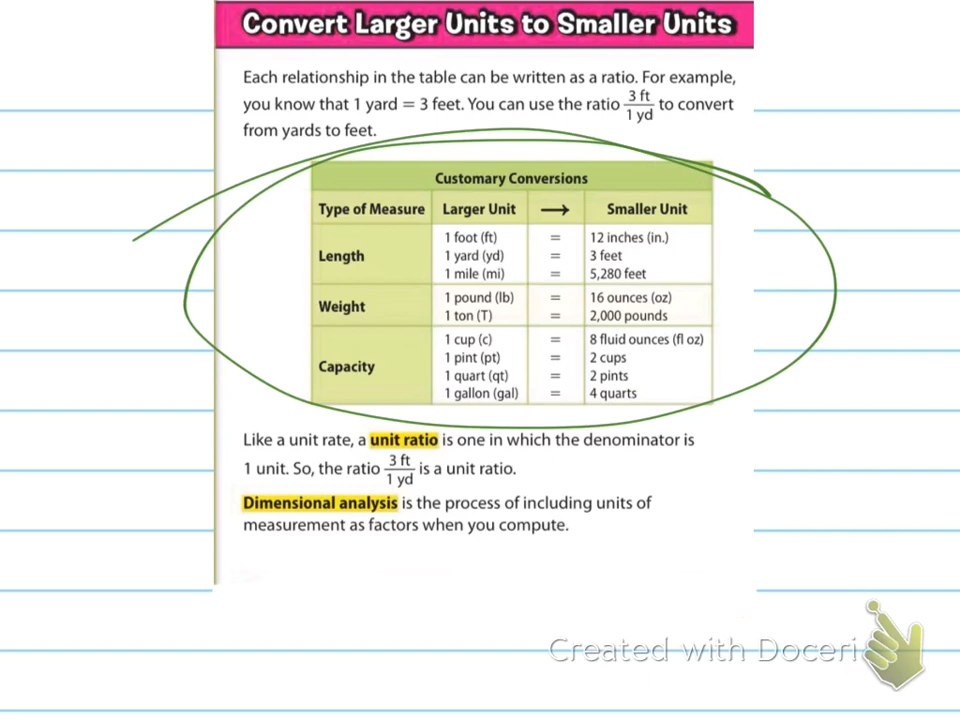 Convert Larger Units to Smaller Units
Each relationship in the table can be written as a ratio. For example,
you know that 1 yard = 3 feet. You can use the ratio 3 ft / 1 yd to convert
from yards to feet.
Customary Conversions
Type of Measure Larger Unit → Smaller Unit
Length
1 foot (ft) = 12 inches (in.)
1 yard (yd) = 3 feet
1 mile (mi) = 5,280 feet
Weight
1 pound (lb) = 16 ounces (oz)
1 ton (T) = 2,000 pounds
Capacity
1 cup (c) = 8 fluid ounces (fl oz)
1 pint (pt) = 2 cups
1 quart (qt) = 2 pints
1 gallon (gal) = 4 quarts
Like a unit rate, a unit ratio is one in which the denominator is
1 unit. So, the ratio 3 ft / 1 yd is a unit ratio.
Dimensional analysis is the process of including units of
measurement as factors when you compute.
Created with Doceri